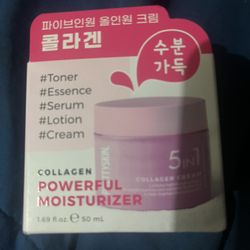 파이브인원 올인원 크림
콜라겐
수분
가득
#Toner
#Essence
#Serum
#Lotion
#Cream
5 IN 1
COLLAGEN CREAM
COLLAGEN
POWERFUL
MOISTURIZER
1.69 fl.oz. ℮ 50 mL